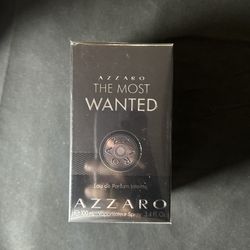 AZZARO
THE MOST
WANTED
Eau de Parfum Intense
AZZARO
100 ml Vaporisateur Spray 3.4 Fl. Oz